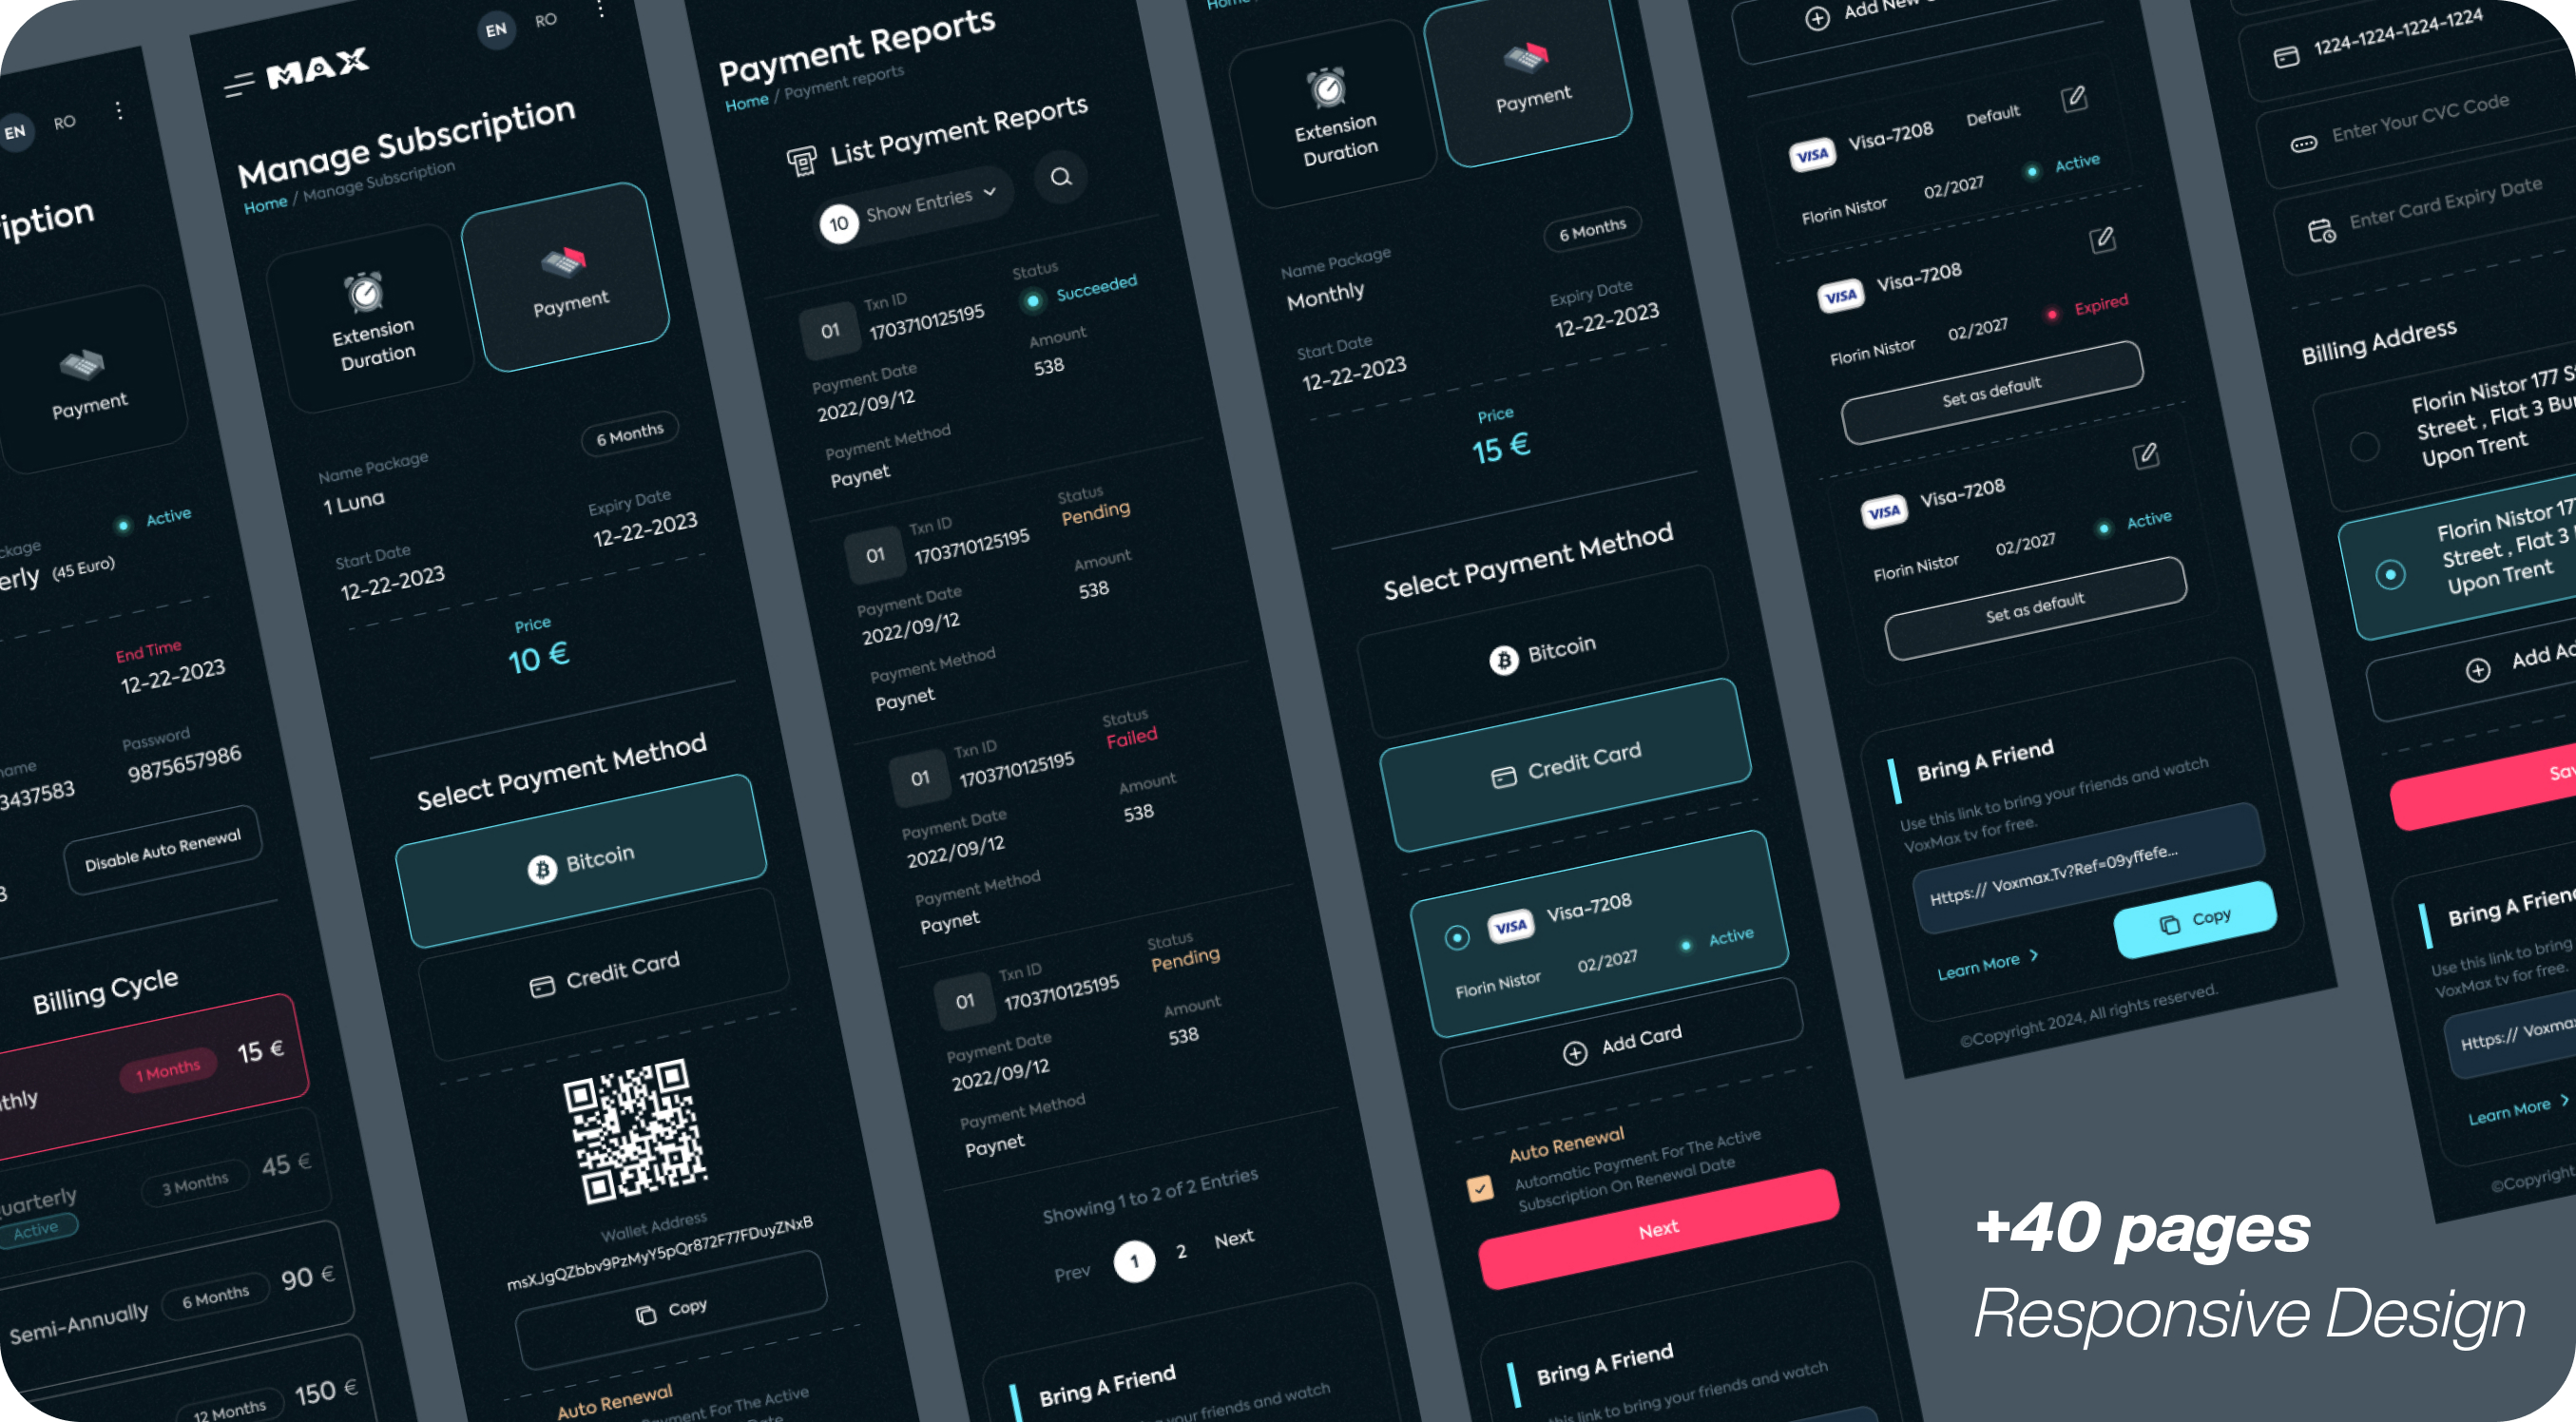 EN
RO
iption
Payment
Active
ckage
erly (45 Euro)
End Time
12-22-2023
name
Password
3437583
9875657986
Disable Auto Renewal
Billing Cycle
thly
1 Months
15 €
uarterly
3 Months
45 €
Active
Semi-Annually
6 Months
90 €
12 Months
150 €
MAX
EN
RO
Manage Subscription
Home / Manage Subscription
Extension
Duration
Payment
6 Months
Name Package
1 Luna
Expiry Date
12-22-2023
Start Date
12-22-2023
Price
10 €
Select Payment Method
Bitcoin
Credit Card
Wallet Address
msXJgQZbbv9PzMyY5pQr872F77FDuyZNxB
Copy
Auto Renewal
ayment For The Active
Payment Reports
Home / Payment reports
List Payment Reports
10 Show Entries
01
Txn ID
1703710125195
Status
Succeeded
Payment Date
2022/09/12
Amount
538
Payment Method
Paynet
01
Txn ID
1703710125195
Status
Pending
Payment Date
2022/09/12
Amount
538
Payment Method
Paynet
01
Txn ID
1703710125195
Status
Failed
Payment Date
2022/09/12
Amount
538
Payment Method
Paynet
01
Txn ID
1703710125195
Status
Pending
Payment Date
2022/09/12
Amount
538
Payment Method
Paynet
Showing 1 to 2 of 2 Entries
Prev 1 2 Next
Bring A Friend
your friends and watch
Home
Extension
Duration
Payment
6 Months
Name Package
Monthly
Expiry Date
12-22-2023
Start Date
12-22-2023
Price
15 €
Select Payment Method
Bitcoin
Credit Card
VISA Visa-7208
Florin Nistor 02/2027 Active
Add Card
Auto Renewal
Automatic Payment For The Active
Subscription On Renewal Date
Next
Bring A Friend
this link to bring your friends and watch
Add New
VISA Visa-7208 Default
Florin Nistor 02/2027 Active
VISA Visa-7208
Florin Nistor 02/2027 Expired
Set as default
VISA Visa-7208
Florin Nistor 02/2027 Active
Set as default
Bring A Friend
Use this link to bring your friends and watch
VoxMax tv for free.
Https:// Voxmax.Tv?Ref=09yffefe...
Learn More
Copy
©Copyright 2024, All rights reserved.
1224-1224-1224-1224
Enter Your CVC Code
Enter Card Expiry Date
Billing Address
Florin Nistor 177 S
Street , Flat 3 Bu
Upon Trent
Florin Nistor 17
Street , Flat 3
Upon Trent
Add Ad
Sav
Bring A Frien
Use this link to bring
VoxMax tv for free.
Https:// Voxma
Learn More
©Copyright
+40 pages
Responsive Design